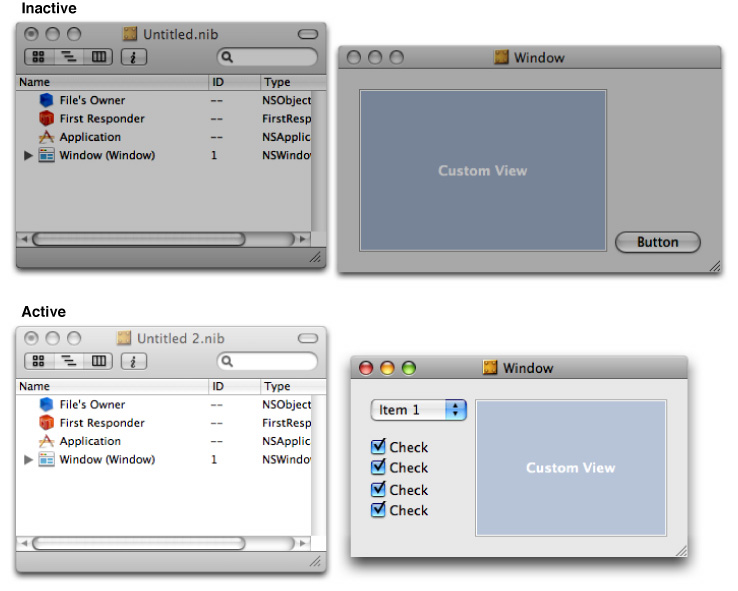 Inactive
Untitled.nib
Name ID Type
File's Owner -- NSObject
First Responder -- FirstResp
Application -- NSApplic
Window (Window) 1 NSWindo
Window
Custom View
Button
Active
Untitled 2.nib
Name ID Type
File's Owner -- NSObject
First Responder -- FirstResp
Application -- NSApplic
Window (Window) 1 NSWindo
Window
Item 1
Check
Check
Check
Check
Custom View